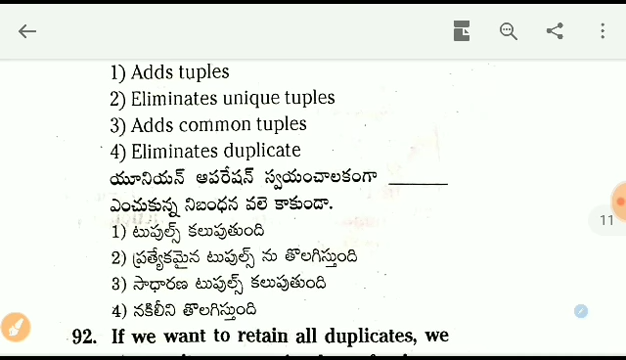 1) Adds tuples
2) Eliminates unique tuples
3) Adds common tuples
4) Eliminates duplicate
యూనియన్ ఆపరేషన్ స్వయంచాలకంగా ______
ఎంచుకున్న నిబంధన వలె కాకుండా.
1) టుపుల్స్ కలుపుతుంది
2) ప్రత్యేకమైన టుపుల్స్ ను తొలగిస్తుంది
3) సాధారణ టుపుల్స్ కలుపుతుంది
4) నకిలీని తొలగిస్తుంది
11
92. If we want to retain all duplicates, we